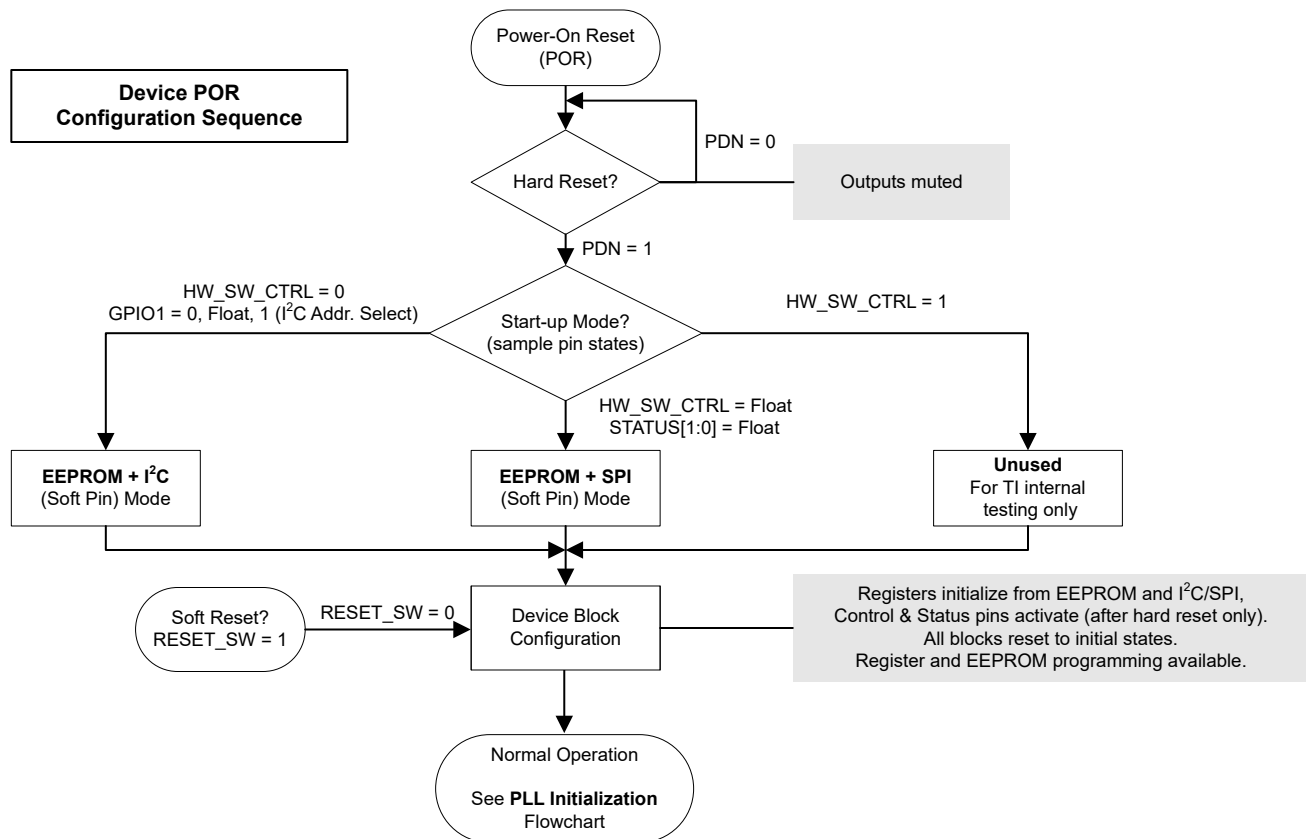 Power-On Reset
(POR)
Device POR
Configuration Sequence
PDN = 0
Hard Reset?
Outputs muted
PDN = 1
HW_SW_CTRL = 0
GPIO1 = 0, Float, 1 (I²C Addr. Select)
HW_SW_CTRL = 1
Start-up Mode?
(sample pin states)
HW_SW_CTRL = Float
STATUS[1:0] = Float
EEPROM + I²C
(Soft Pin) Mode
EEPROM + SPI
(Soft Pin) Mode
Unused
For TI internal
testing only
Soft Reset?
RESET_SW = 1
RESET_SW = 0
Device Block
Configuration
Registers initialize from EEPROM and I²C/SPI,
Control & Status pins activate (after hard reset only).
All blocks reset to initial states.
Register and EEPROM programming available.
Normal Operation
See PLL Initialization
Flowchart